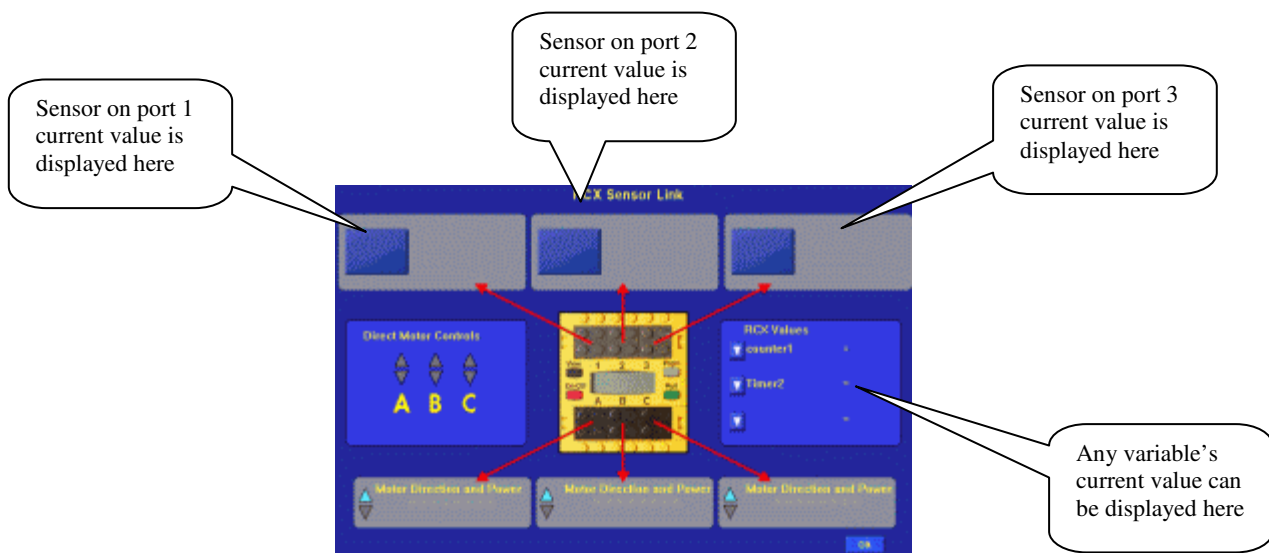 Sensor on port 2
current value is
displayed here
Sensor on port 1
current value is
displayed here
Sensor on port 3
current value is
displayed here
RCX Sensor Link
Direct Motor Controls
A B C
1 2 3
View
Prgm
On-Off
Run
A B C
RCX Values
counter1
Timer2
Any variable's
current value can
be displayed here
Motor Direction and Power
Motor Direction and Power
Motor Direction and Power
OK